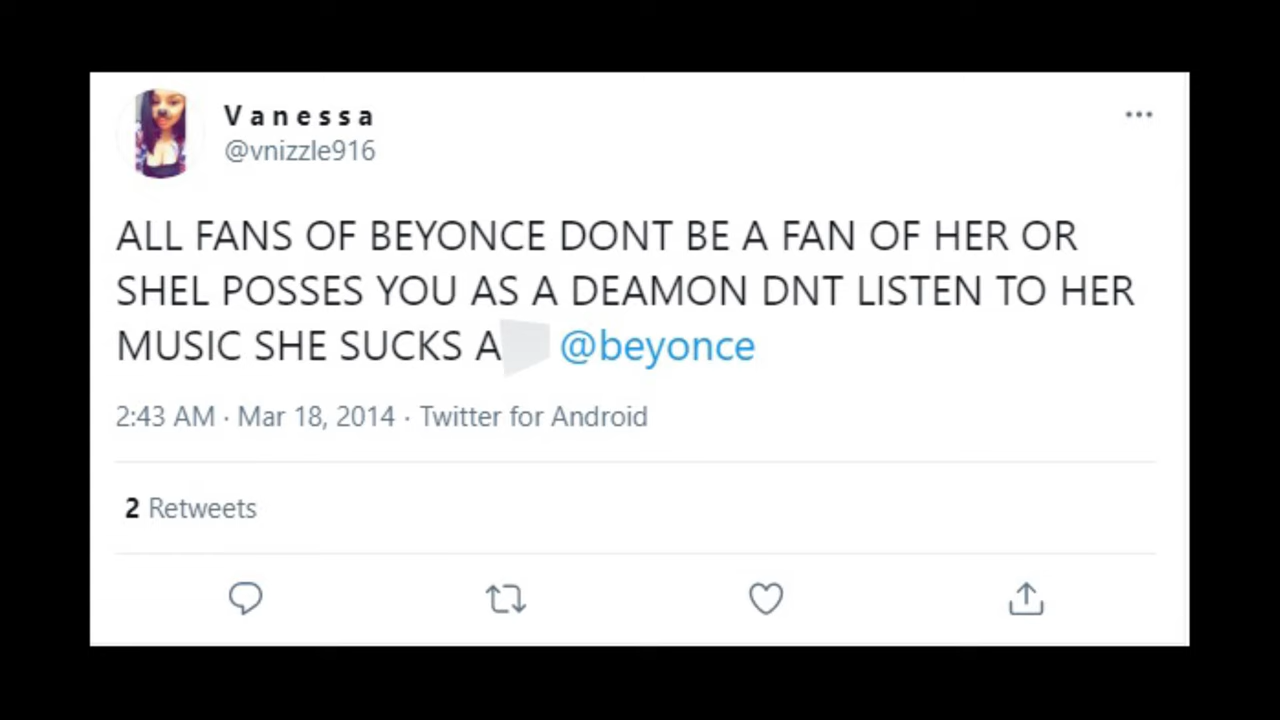 Vanessa
@vnizzle916
ALL FANS OF BEYONCE DONT BE A FAN OF HER OR
SHEL POSSES YOU AS A DEAMON DNT LISTEN TO HER
MUSIC SHE SUCKS A @beyonce
2:43 AM · Mar 18, 2014 · Twitter for Android
2 Retweets